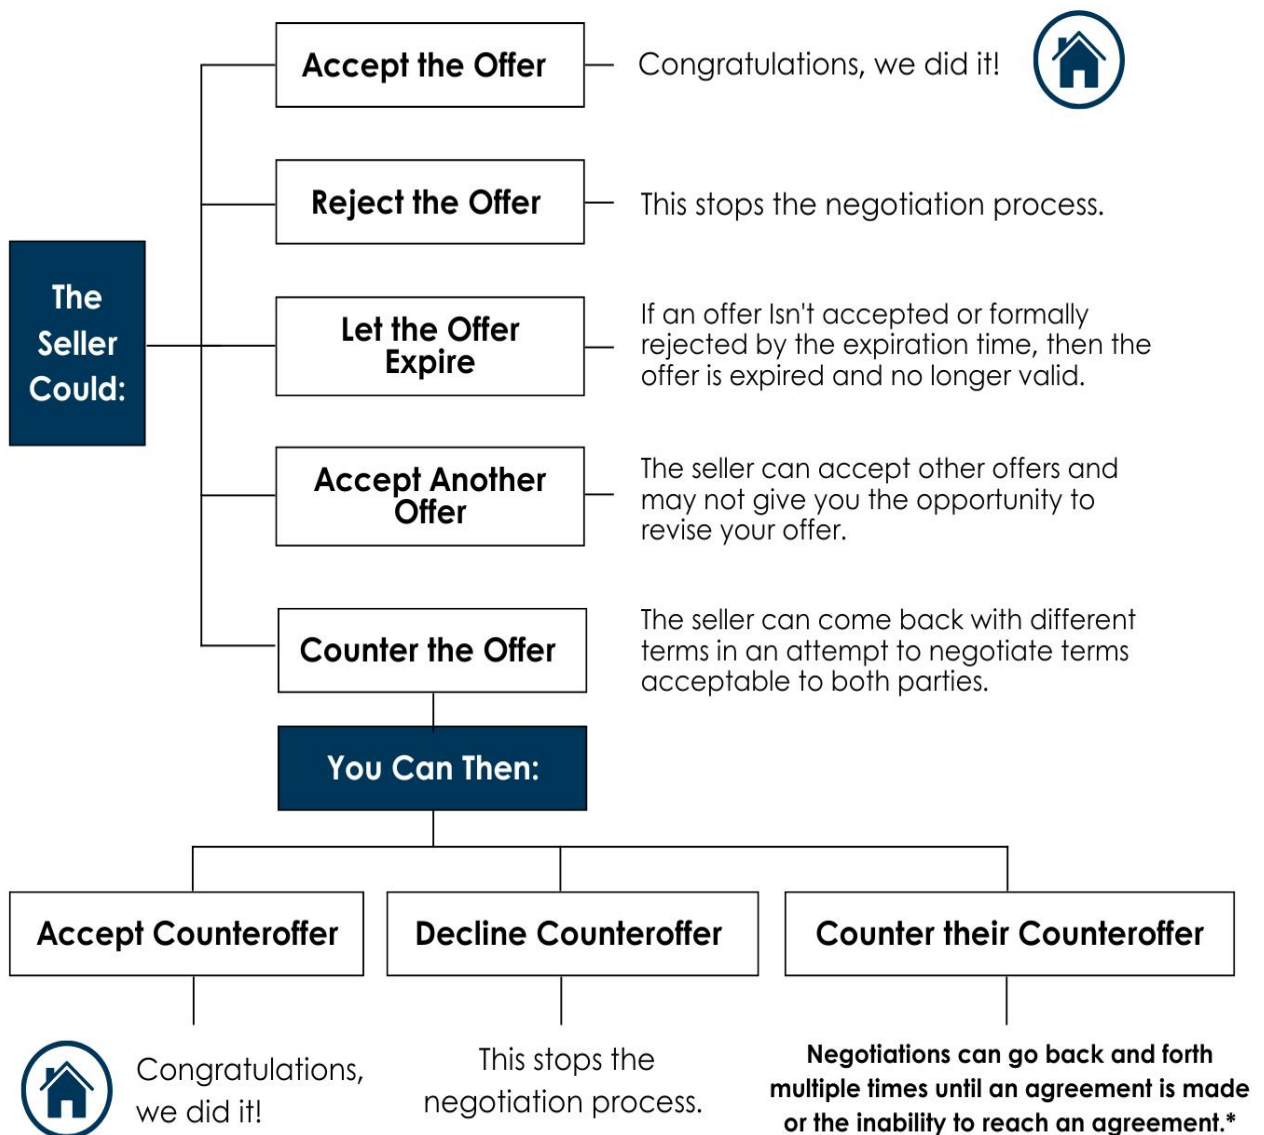 Accept the Offer
Congratulations, we did it!
Reject the Offer
This stops the negotiation process.
The
Seller
Could:
Let the Offer
Expire
If an offer Isn't accepted or formally
rejected by the expiration time, then the
offer is expired and no longer valid.
Accept Another
Offer
The seller can accept other offers and
may not give you the opportunity to
revise your offer.
Counter the Offer
The seller can come back with different
terms in an attempt to negotiate terms
acceptable to both parties.
You Can Then:
Accept Counteroffer
Decline Counteroffer
Counter their Counteroffer
Congratulations,
we did it!
This stops the
negotiation process.
Negotiations can go back and forth
multiple times until an agreement is made
or the inability to reach an agreement.*